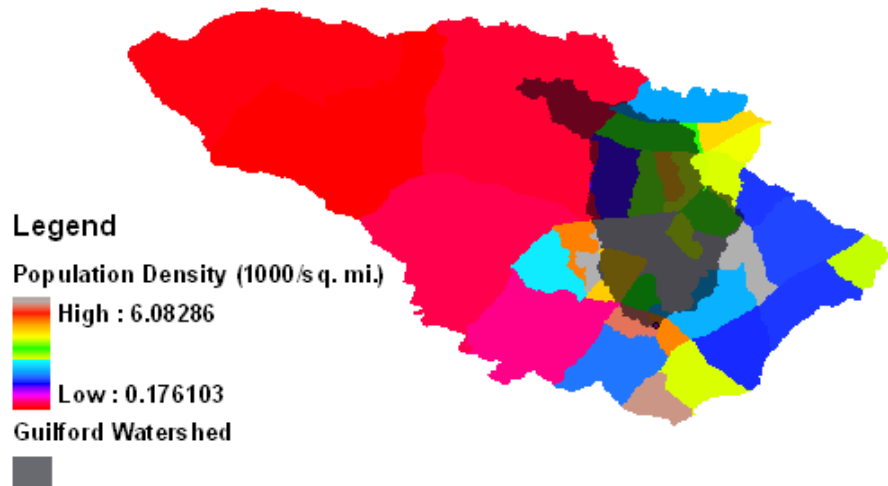 Legend
Population Density (1000/sq. mi.)
High : 6.08286
Low : 0.176103
Guilford Watershed